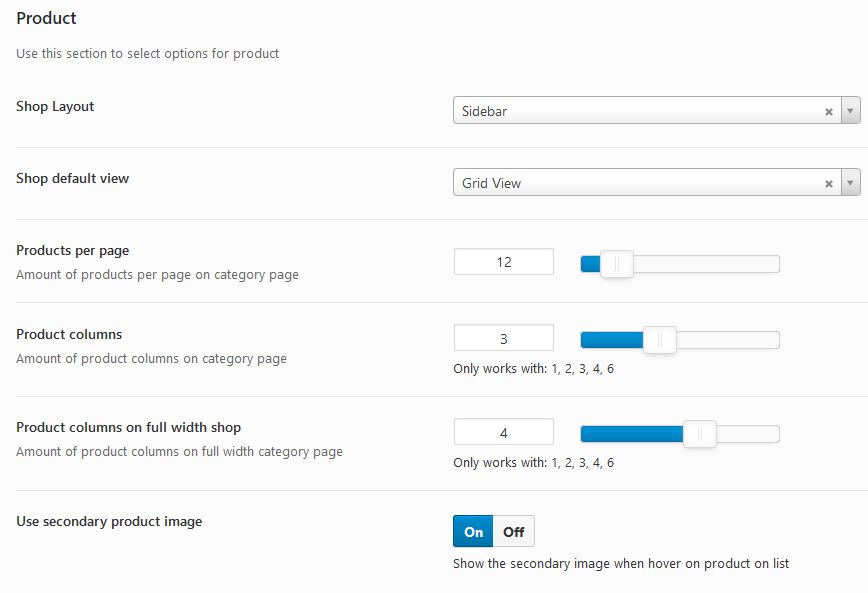 Product
Use this section to select options for product
Shop Layout
Sidebar
Shop default view
Grid View
Products per page
12
Amount of products per page on category page
Product columns
3
Amount of product columns on category page
Only works with: 1, 2, 3, 4, 6
Product columns on full width shop
4
Amount of product columns on full width category page
Only works with: 1, 2, 3, 4, 6
Use secondary product image
On Off
Show the secondary image when hover on product on list